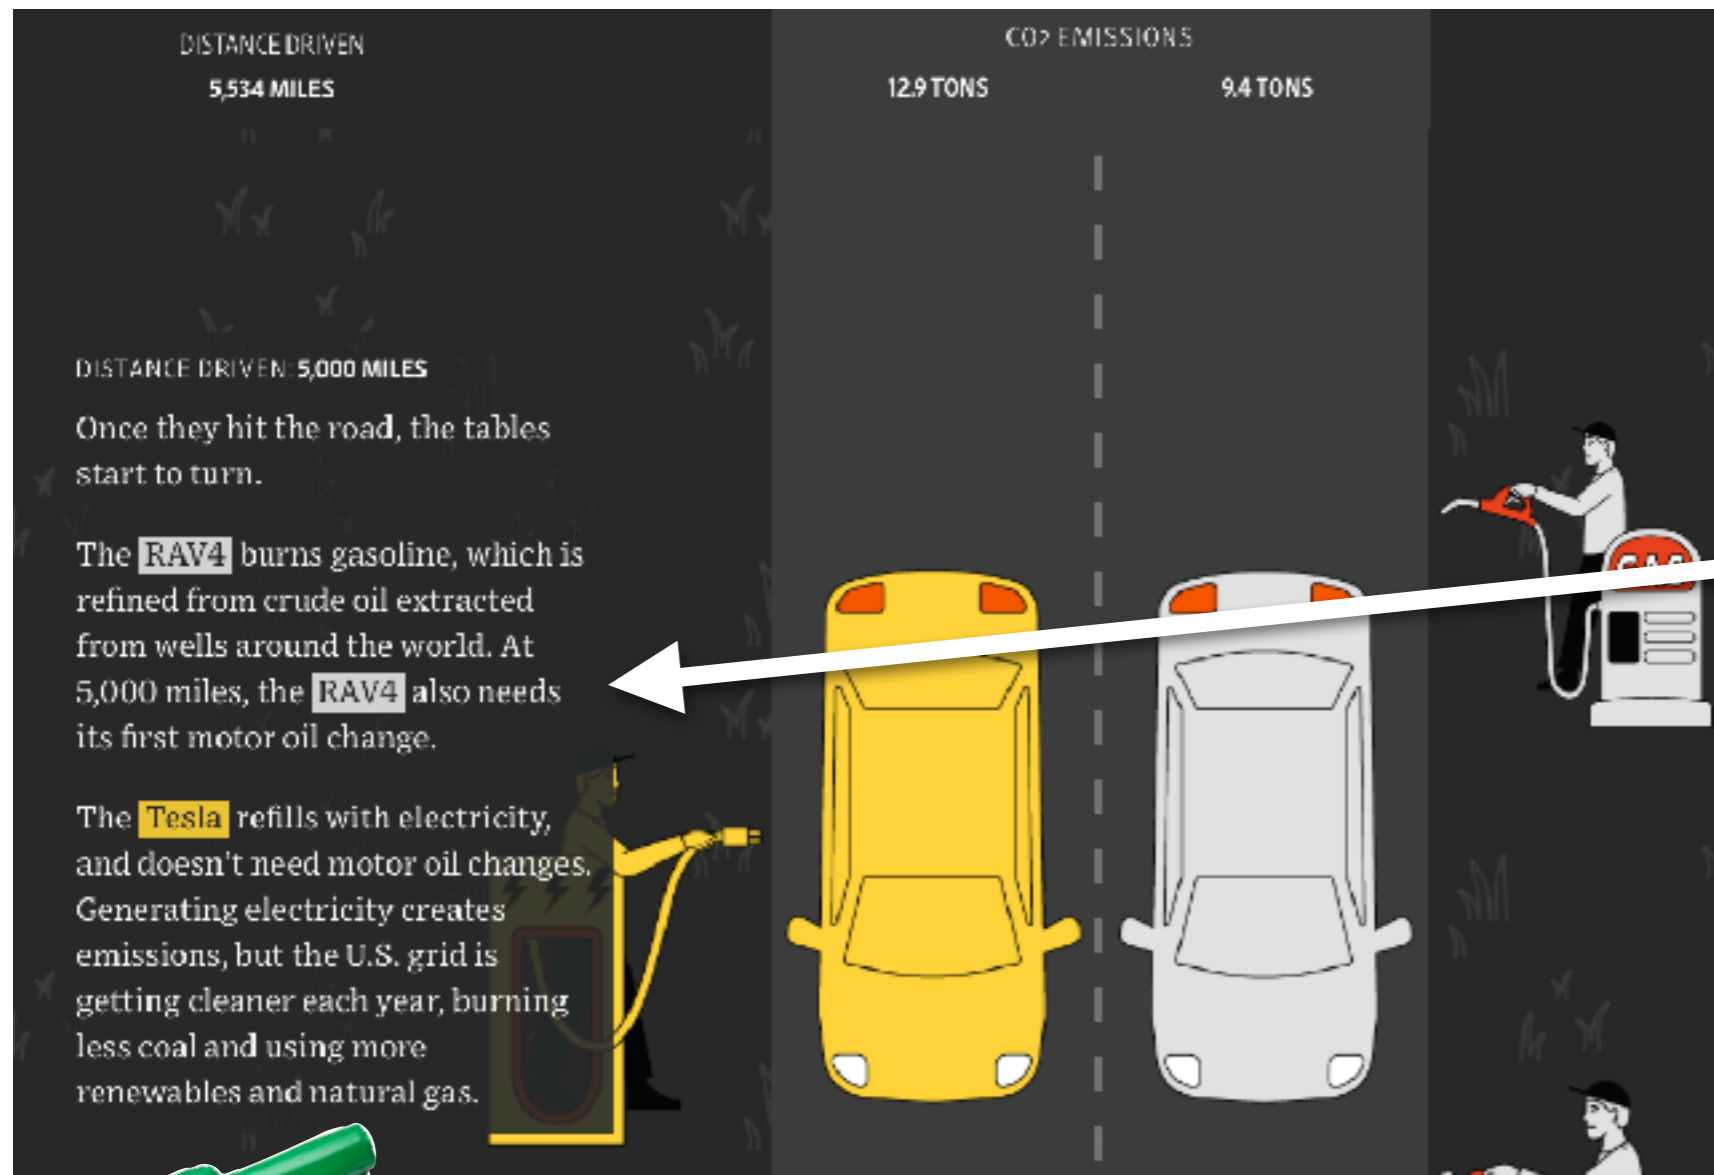 DISTANCE DRIVEN
5,534 MILES
CO2 EMISSIONS
12.9 TONS
9.4 TONS
DISTANCE DRIVEN: 5,000 MILES
Once they hit the road, the tables
start to turn.
The RAV4 burns gasoline, which is
refined from crude oil extracted
from wells around the world. At
5,000 miles, the RAV4 also needs
its first motor oil change.
The Tesla refills with electricity,
and doesn't need motor oil changes.
Generating electricity creates
emissions, but the U.S. grid is
getting cleaner each year, burning
less coal and using more
renewables and natural gas.
GAS